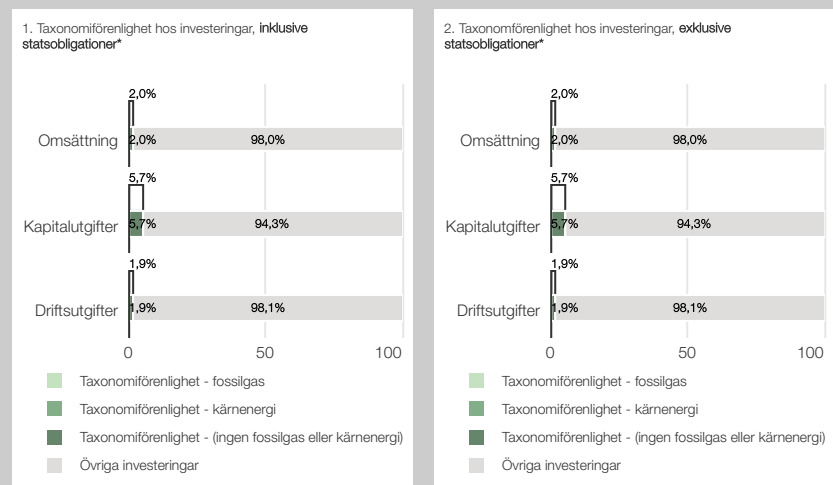 1. Taxonomiförenlighet hos investeringar, inklusive
statsobligationer*
2,0%
Omsättning 2,0% 98,0%
5,7%
Kapitalutgifter 5,7% 94,3%
1,9%
Driftsutgifter 1,9% 98,1%
0 50 100
Taxonomiförenlighet - fossilgas
Taxonomiförenlighet - kärnenergi
Taxonomiförenlighet - (ingen fossilgas eller kärnenergi)
Övriga investeringar
2. Taxonomförenlighet hos investeringar, exklusive
statsobligationer*
2,0%
Omsättning 2,0% 98,0%
5,7%
Kapitalutgifter 5,7% 94,3%
1,9%
Driftsutgifter 1,9% 98,1%
0 50 100
Taxonomiförenlighet - fossilgas
Taxonomiförenlighet - kärnenergi
Taxonomiförenlighet - (ingen fossilgas eller kärnenergi)
Övriga investeringar